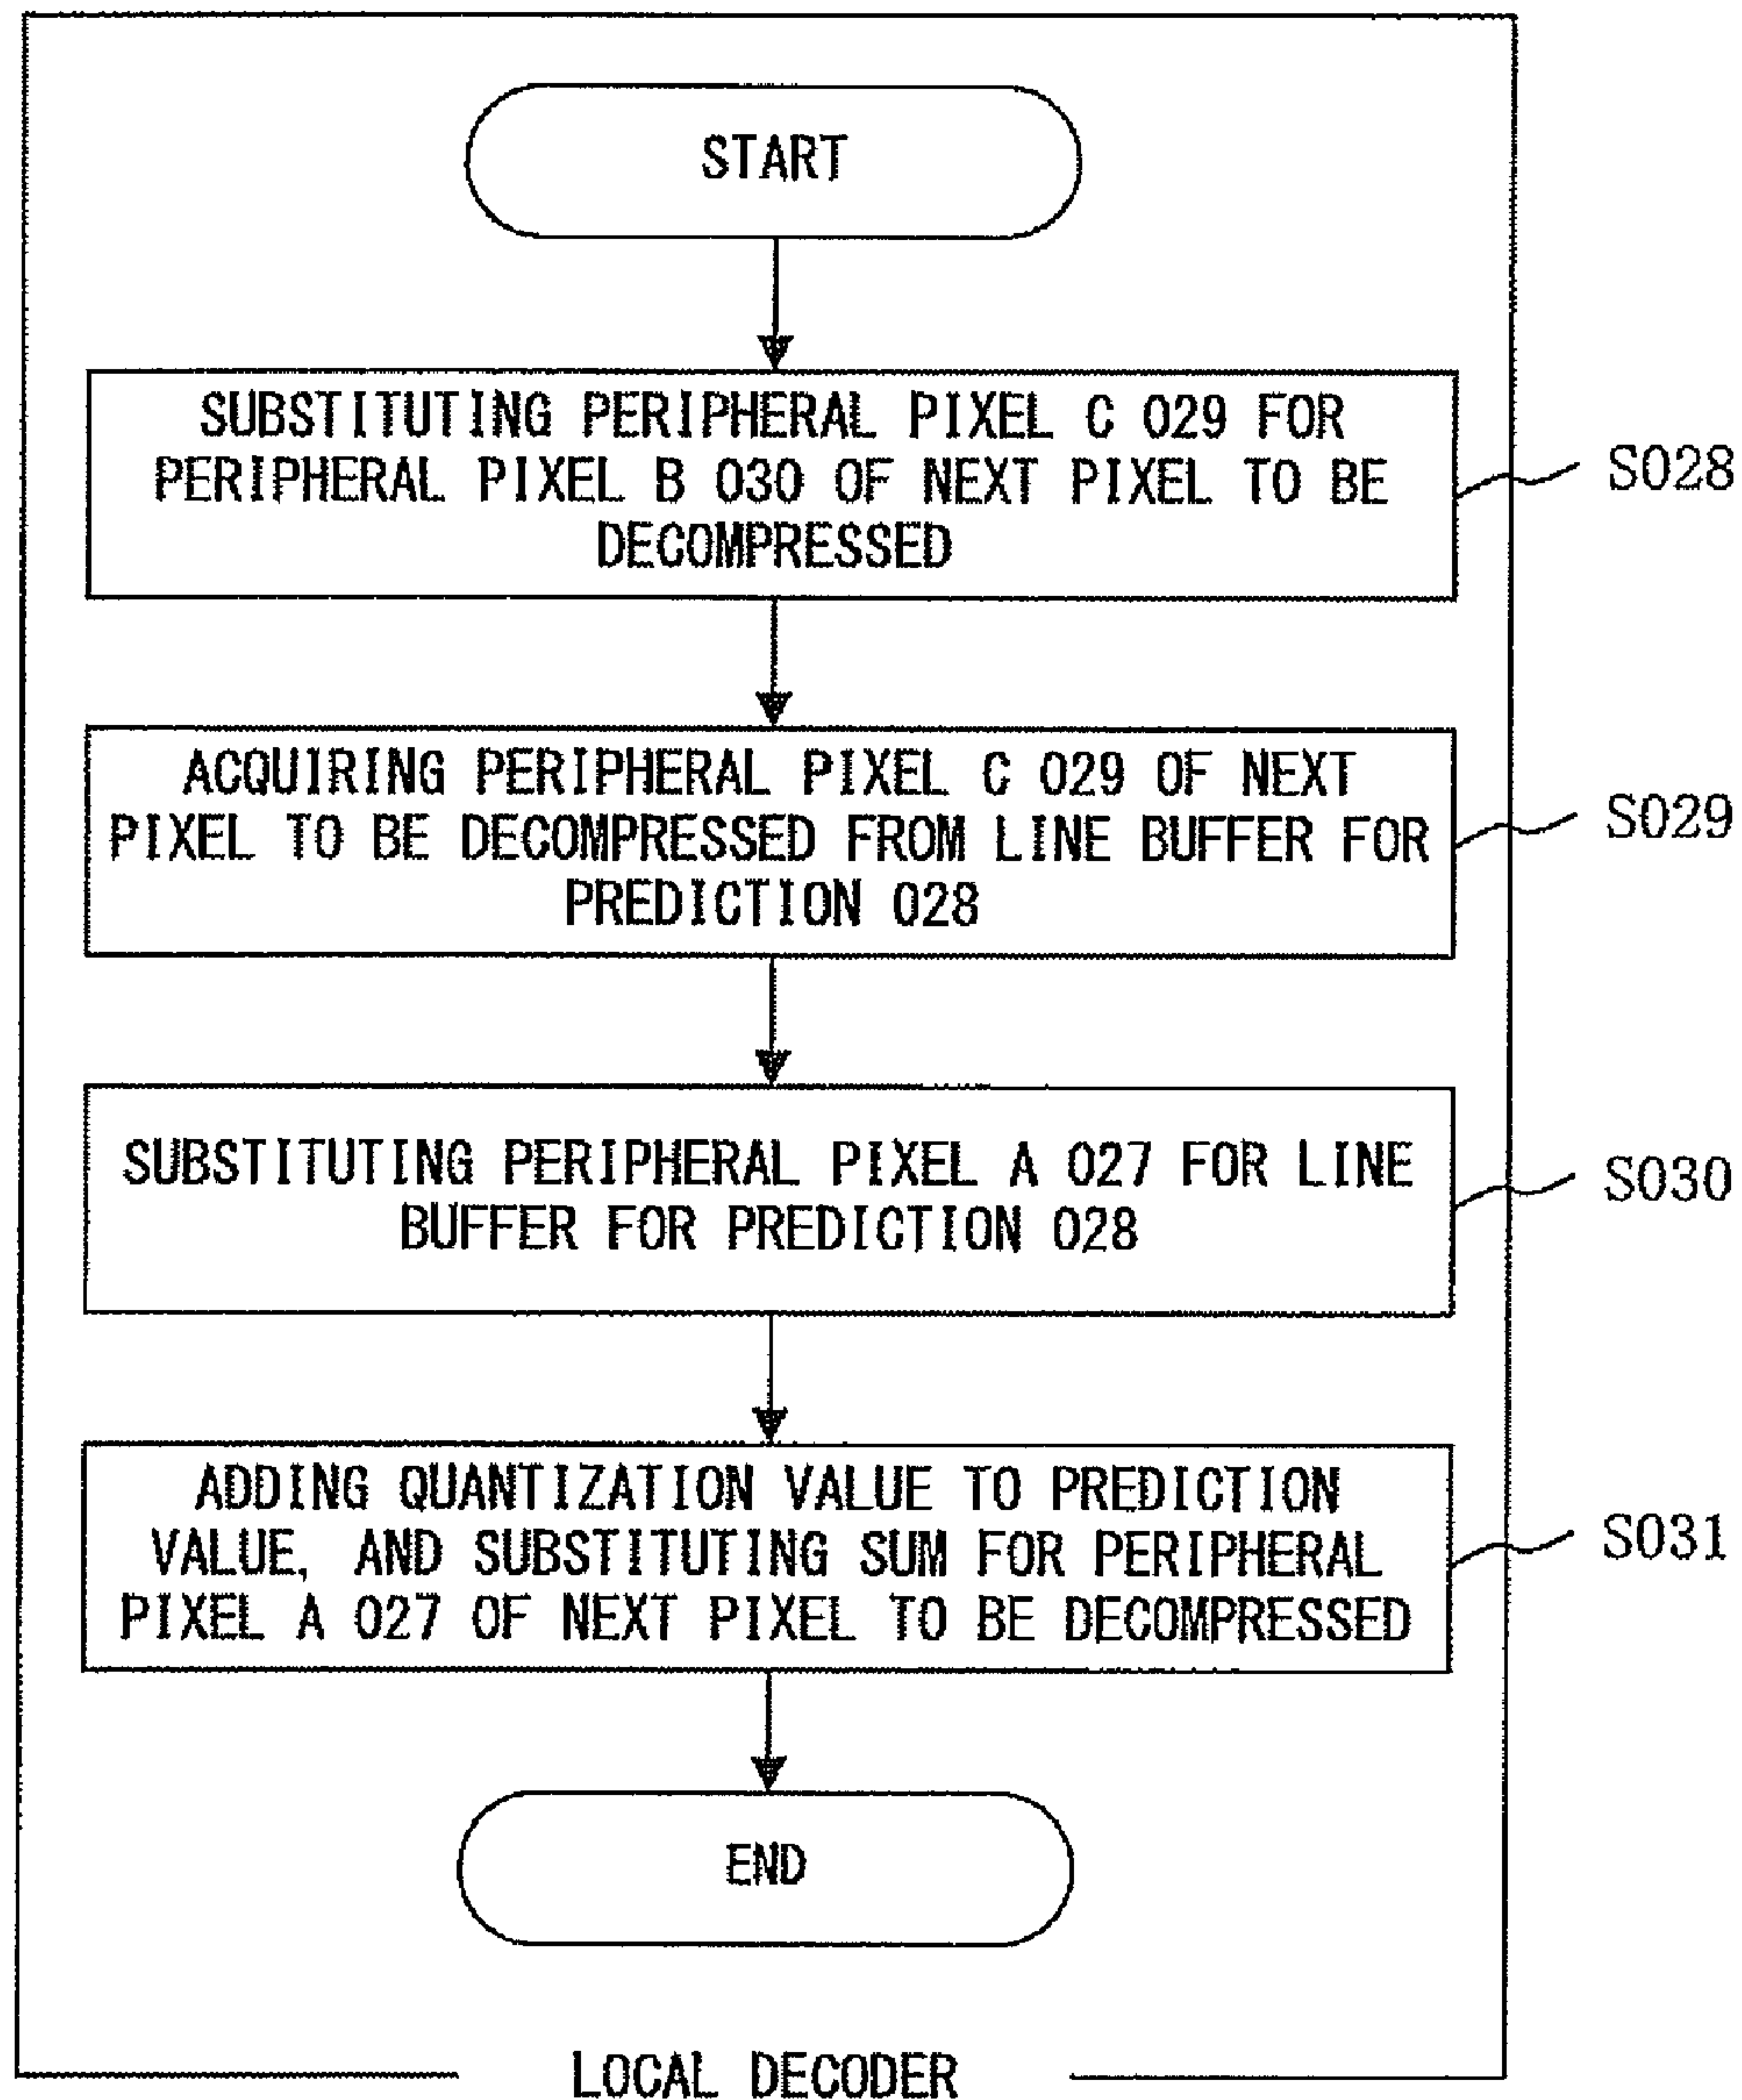 START
SUBSTITUTING PERIPHERAL PIXEL C 029 FOR
PERIPHERAL PIXEL B 030 OF NEXT PIXEL TO BE
DECOMPRESSED
S028
ACQUIRING PERIPHERAL PIXEL C 029 OF NEXT
PIXEL TO BE DECOMPRESSED FROM LINE BUFFER FOR
PREDICTION 028
S029
SUBSTITUTING PERIPHERAL PIXEL A 027 FOR LINE
BUFFER FOR PREDICTION 028
S030
ADDING QUANTIZATION VALUE TO PREDICTION
VALUE, AND SUBSTITUTING SUM FOR PERIPHERAL
PIXEL A 027 OF NEXT PIXEL TO BE DECOMPRESSED
S031
END
LOCAL DECODER